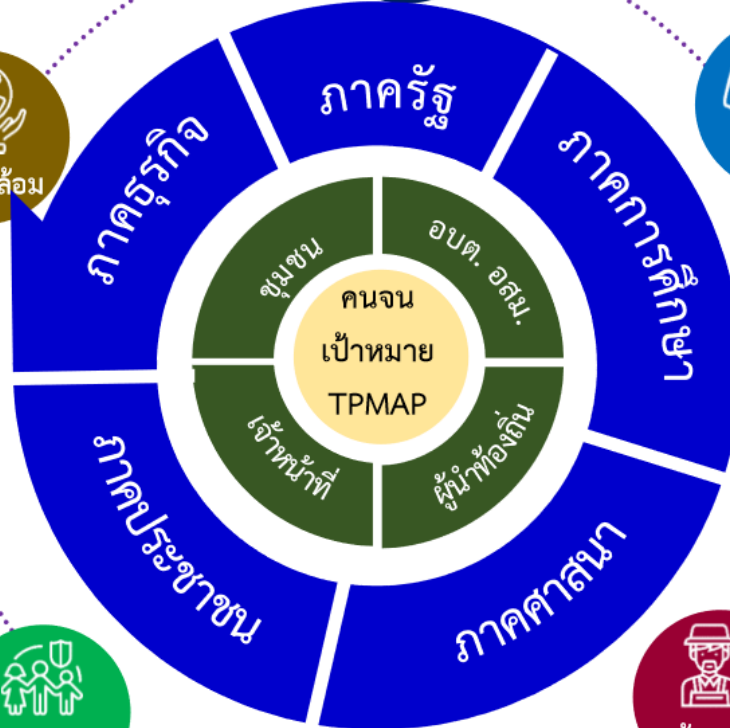 ภาครัฐ
ภาคธุรกิจ
ภาคการศึกษา
ล้อม
ชุมชน
อบต. อสม.
คนจน
เป้าหมาย
TPMAP
เจ้าหน้าที่
ผู้นำท้องถิ่น
ภาคประชาชน
ภาคศาสนา